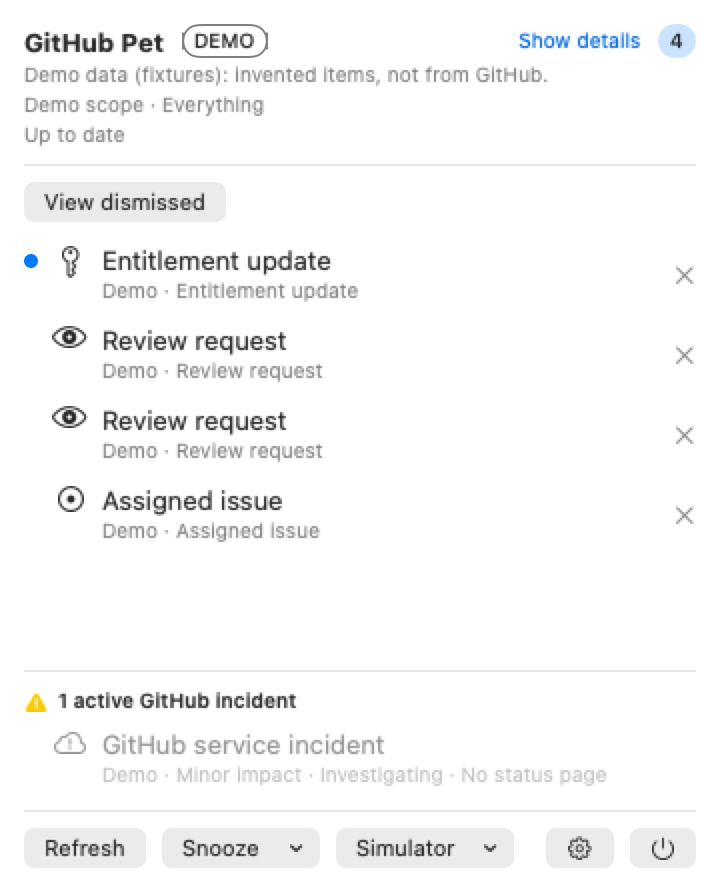 GitHub Pet DEMO Show details 4
Demo data (fixtures): invented items, not from GitHub.
Demo scope · Everything
Up to date
View dismissed
Entitlement update
Demo · Entitlement update
Review request
Demo · Review request
Review request
Demo · Review request
Assigned issue
Demo · Assigned issue
1 active GitHub incident
GitHub service incident
Demo · Minor impact · Investigating · No status page
Refresh Snooze Simulator